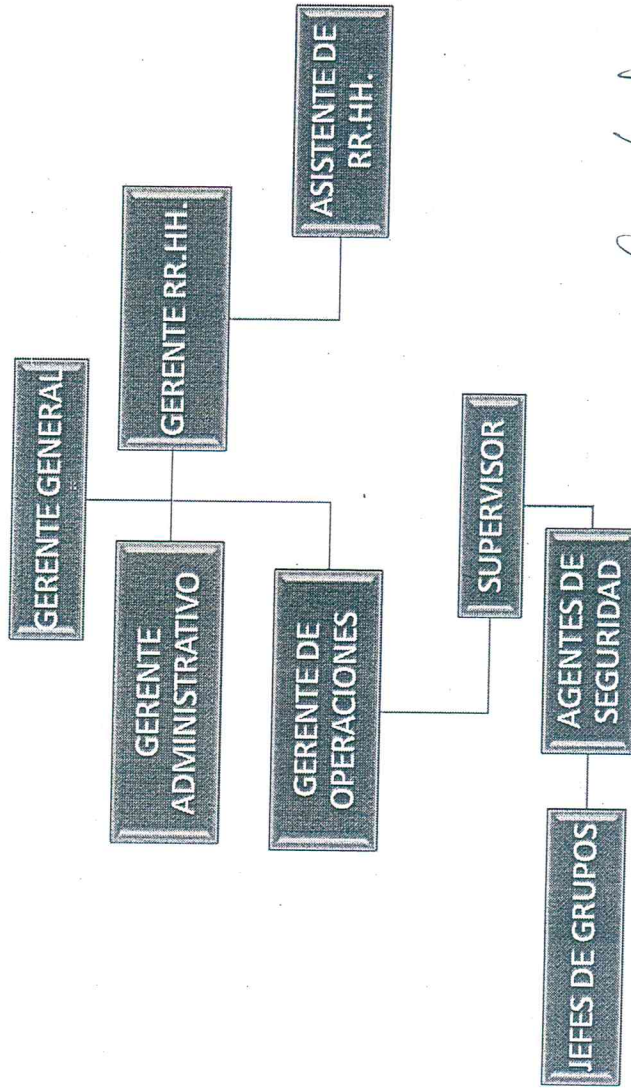 GERENTE GENERAL
GERENTE
ADMINISTRATIVO
GERENTE RR.HH.
GERENTE DE
OPERACIONES
ASISTENTE DE
RR.HH.
SUPERVISOR
JEFES DE GRUPOS
AGENTES DE
SEGURIDAD